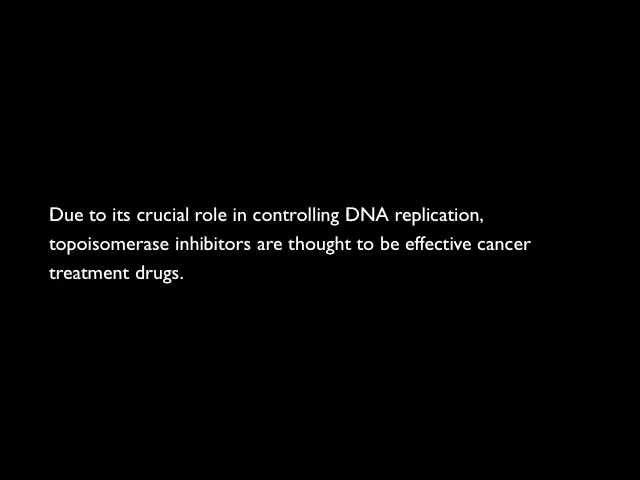 Due to its crucial role in controlling DNA replication,
topoisomerase inhibitors are thought to be effective cancer
treatment drugs.